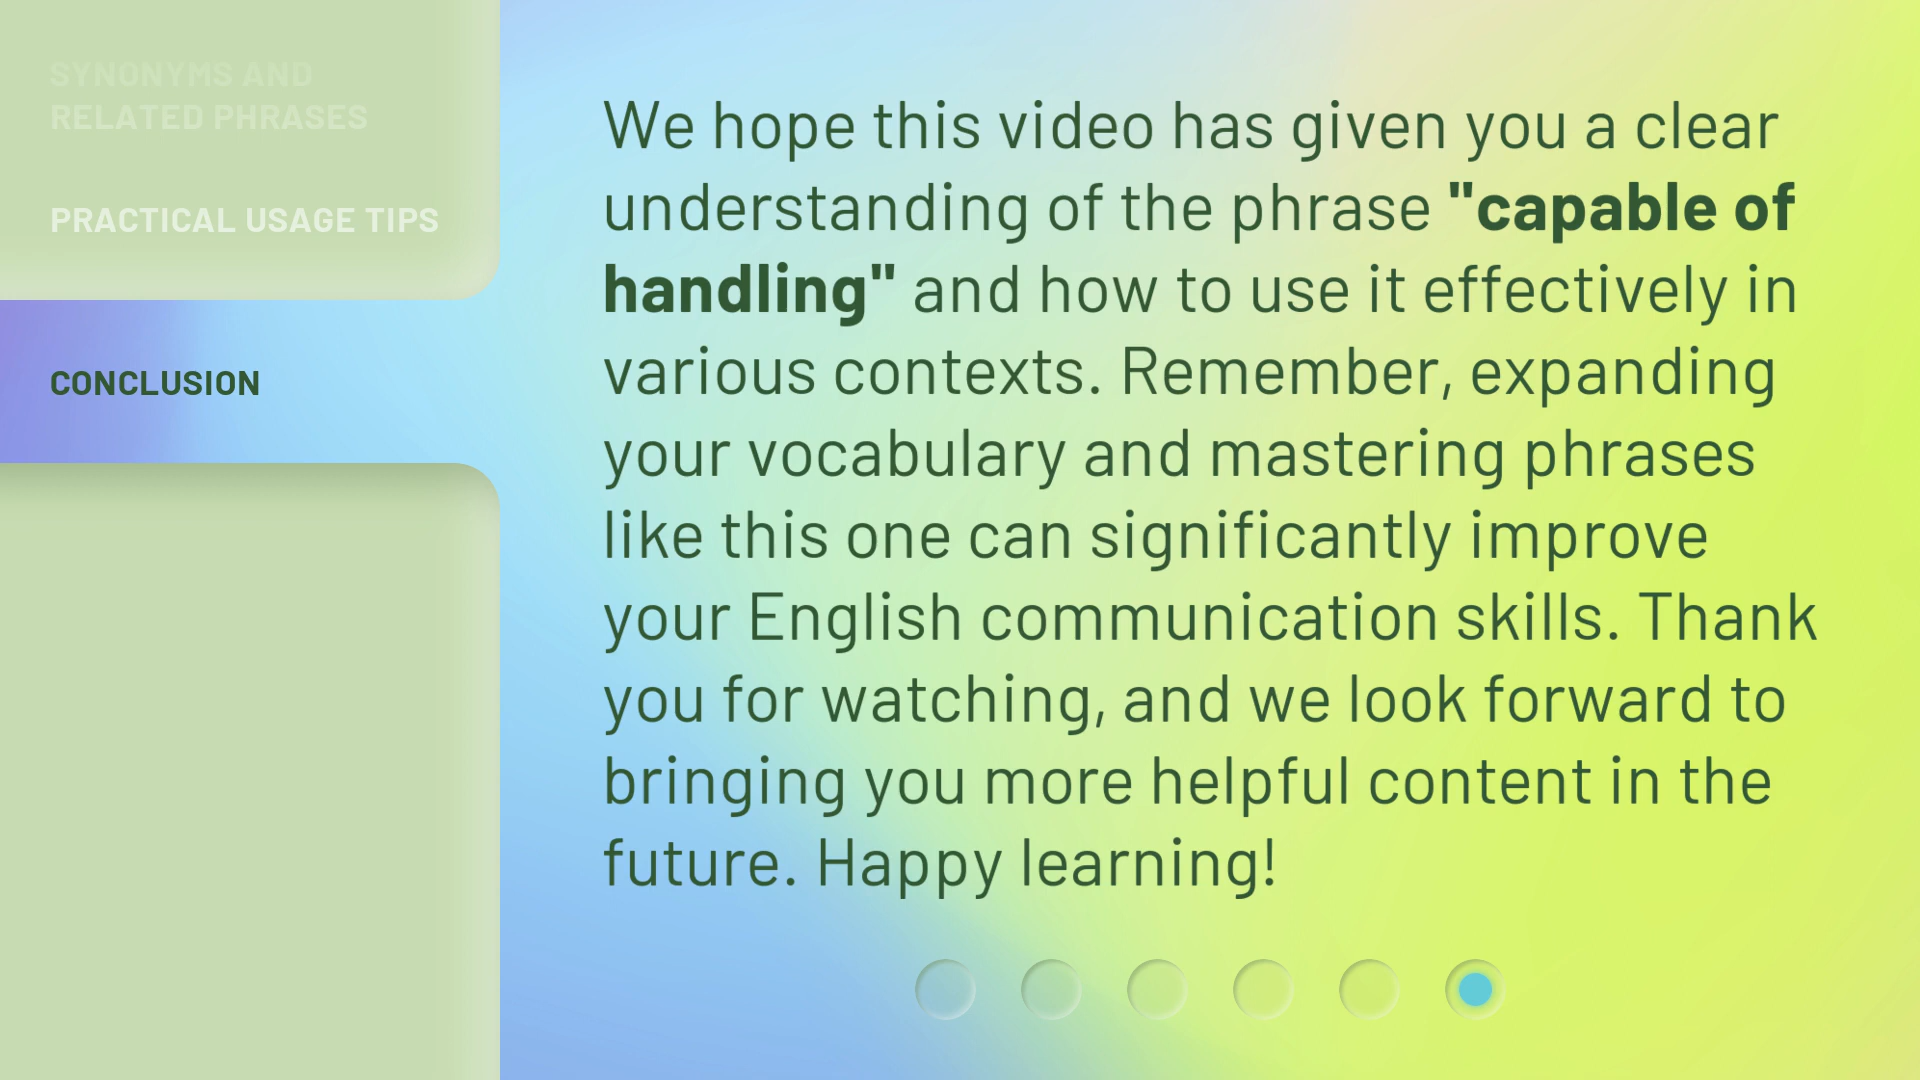 SYNONYMS AND
RELATED PHRASES
PRACTICAL USAGE TIPS
CONCLUSION
We hope this video has given you a clear
understanding of the phrase "capable of
handling" and how to use it effectively in
various contexts. Remember, expanding
your vocabulary and mastering phrases
like this one can significantly improve
your English communication skills. Thank
you for watching, and we look forward to
bringing you more helpful content in the
future. Happy learning!